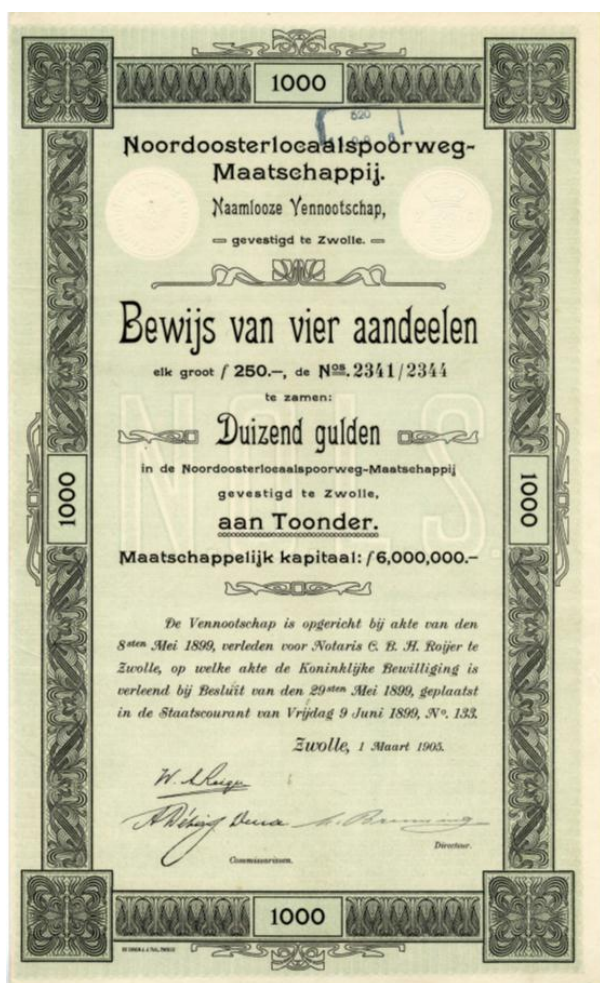 1000
820
Noordoosterlocaalspoorweg-
Maatschappij.
Naamlooze Vennootschap,
gevestigd te Zwolle.
Bewijs van vier aandeelen
elk groot f 250.–, de Nos. 2341/2344
te zamen:
Duizend gulden
in de Noordoosterlocaalspoorweg-Maatschappij
gevestigd te Zwolle,
aan Toonder.
Maatschappelijk kapitaal: f 6,000,000.–
N.O.L.S.
1000
1000
De Vennootschap is opgericht bij akte van den
8sten Mei 1899, verleden voor Notaris C. B. H. Roijer te
Zwolle, op welke akte de Koninklijke Bewilliging is
verleend bij Besluit van den 29sten Mei 1899, geplaatst
in de Staatscourant van Vrijdag 9 Juni 1899, No. 133.
Zwolle, 1 Maart 1905.
Directeur.
Commissarissen.
1000